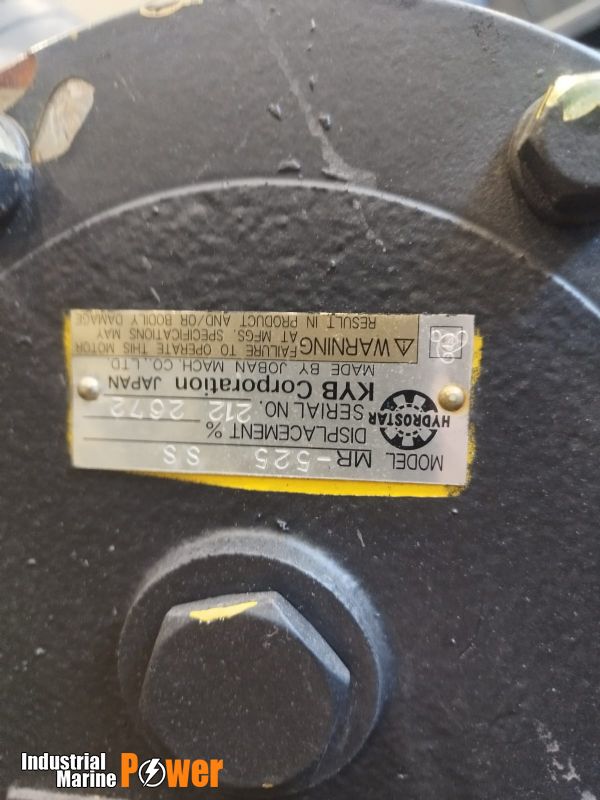 MODEL MR-525 SS
DISPLACEMENT %
HYDROSTAR
SERIAL NO. 212 2672
KYB Corporation JAPAN
MADE BY JOBAN MACH.CO.LTD
WARNING FAILURE TO OPERATE THIS MOTOR
AT MFGS. SPECIFICATIONS MAY
RESULT IN PRODUCT AND/OR BODILY DAMAGE
Industrial
Marine Power